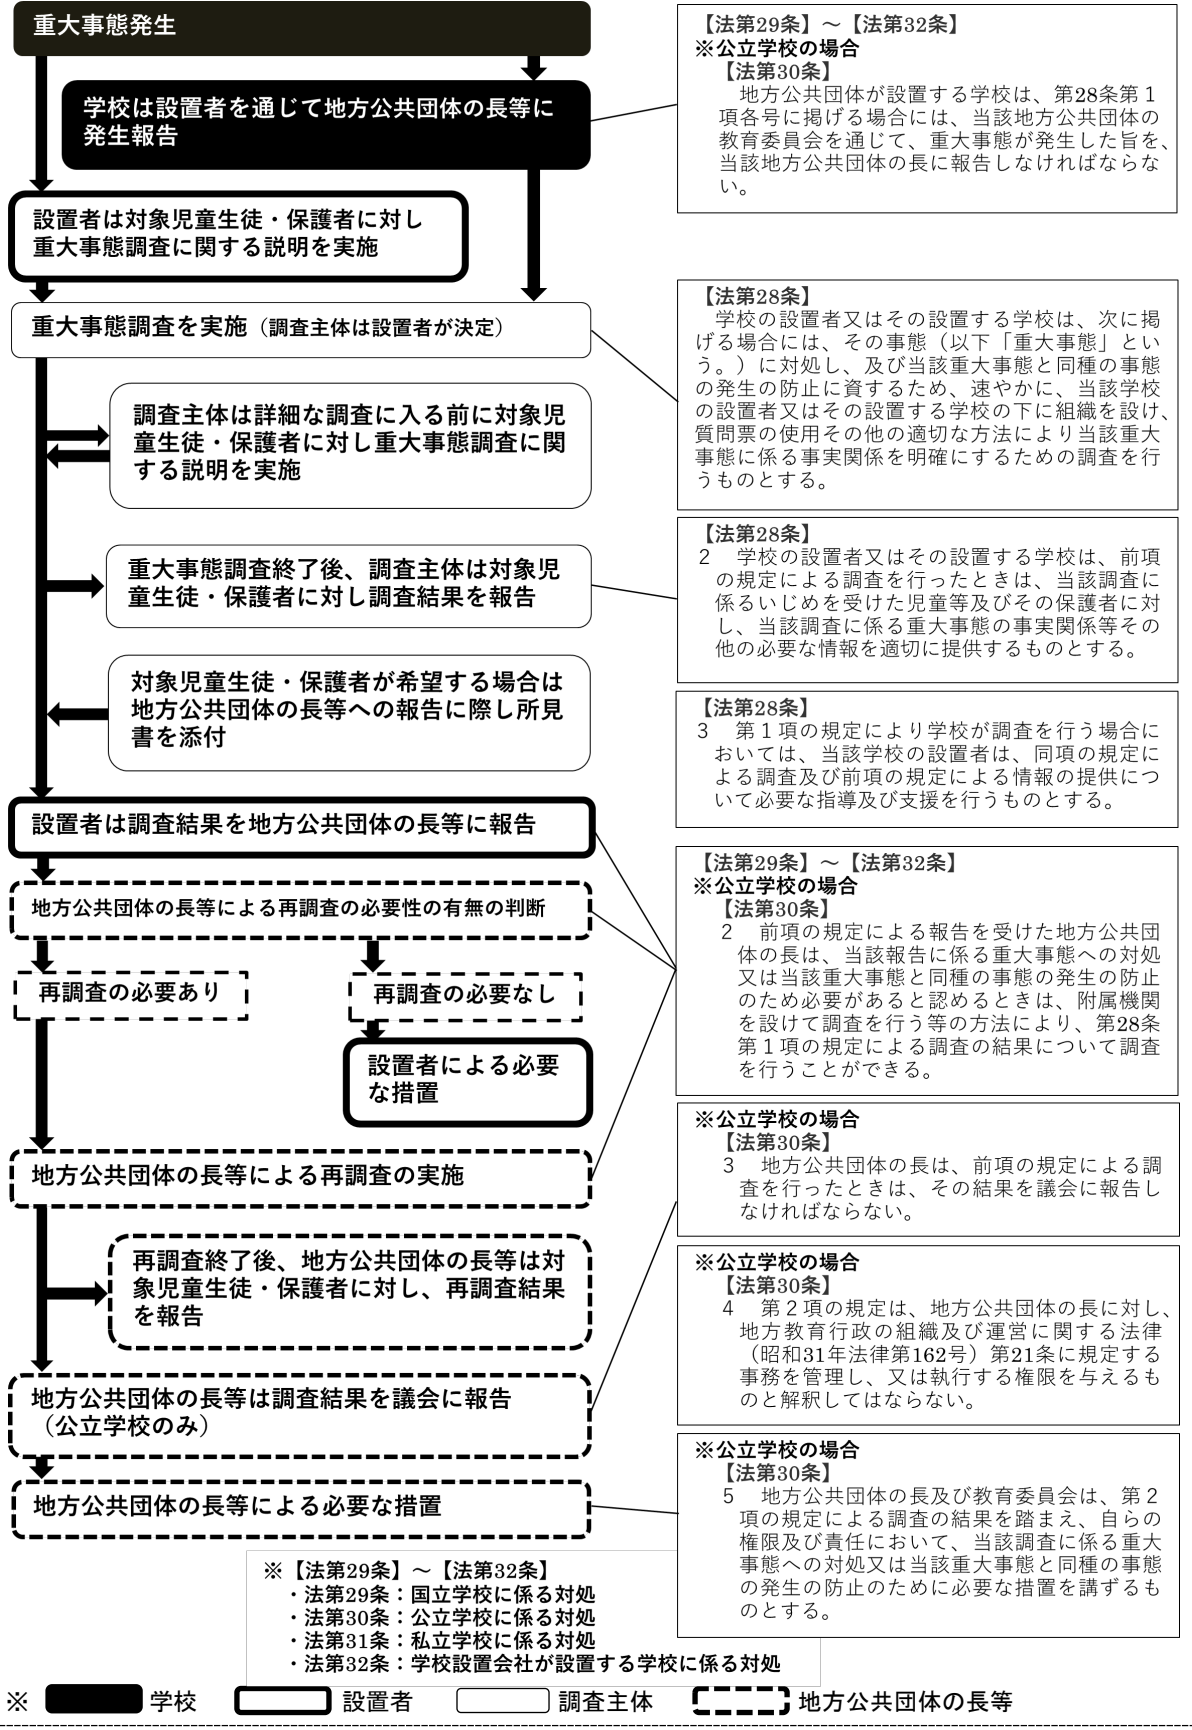 重大事態発生
学校は設置者を通じて地方公共団体の長等に
発生報告
設置者は対象児童生徒・保護者に対し
重大事態調査に関する説明を実施
重大事態調査を実施（調査主体は設置者が決定）
調査主体は詳細な調査に入る前に対象児
童生徒・保護者に対し重大事態調査に関
する説明を実施
重大事態調査終了後、調査主体は対象児
童生徒・保護者に対し調査結果を報告
対象児童生徒・保護者が希望する場合は
地方公共団体の長等への報告に際し所見
書を添付
設置者は調査結果を地方公共団体の長等に報告
地方公共団体の長等による再調査の必要性の有無の判断
再調査の必要あり
再調査の必要なし
設置者による必要
な措置
地方公共団体の長等による再調査の実施
再調査終了後、地方公共団体の長等は対
象児童生徒・保護者に対し、再調査結果
を報告
地方公共団体の長等は調査結果を議会に報告
（公立学校のみ）
地方公共団体の長等による必要な措置
【法第29条】～【法第32条】
※公立学校の場合
【法第30条】
地方公共団体が設置する学校は、第28条第１
項各号に掲げる場合には、当該地方公共団体の
教育委員会を通じて、重大事態が発生した旨を、
当該地方公共団体の長に報告しなければならな
い。
【法第28条】
学校の設置者又はその設置する学校は、次に掲
げる場合には、その事態（以下「重大事態」とい
う。）に対処し、及び当該重大事態と同種の事態
の発生の防止に資するため、速やかに、当該学校
の設置者又はその設置する学校の下に組織を設け、
質問票の使用その他の適切な方法により当該重大
事態に係る事実関係を明確にするための調査を行
うものとする。
【法第28条】
２　学校の設置者又はその設置する学校は、前項
の規定による調査を行ったときは、当該調査に
係るいじめを受けた児童等及びその保護者に対
し、当該調査に係る重大事態の事実関係等その
他の必要な情報を適切に提供するものとする。
【法第28条】
３　第１項の規定により学校が調査を行う場合に
おいては、当該学校の設置者は、同項の規定に
よる調査及び前項の規定による情報の提供につ
いて必要な指導及び支援を行うものとする。
【法第29条】～【法第32条】
※公立学校の場合
【法第30条】
２　前項の規定による報告を受けた地方公共団
体の長は、当該報告に係る重大事態への対処
又は当該重大事態と同種の事態の発生の防止
のため必要があると認めるときは、附属機関
を設けて調査を行う等の方法により、第28条
第１項の規定による調査の結果について調査
を行うことができる。
※公立学校の場合
【法第30条】
３　地方公共団体の長は、前項の規定による調
査を行ったときは、その結果を議会に報告し
なければならない。
※公立学校の場合
【法第30条】
４　第２項の規定は、地方公共団体の長に対し、
地方教育行政の組織及び運営に関する法律
（昭和31年法律第162号）第21条に規定する
事務を管理し、又は執行する権限を与えるも
のと解釈してはならない。
※公立学校の場合
【法第30条】
５　地方公共団体の長及び教育委員会は、第２
項の規定による調査の結果を踏まえ、自らの
権限及び責任において、当該調査に係る重大
事態への対処又は当該重大事態と同種の事態
の発生の防止のために必要な措置を講ずるも
のとする。
※【法第29条】～【法第32条】
・法第29条：国立学校に係る対処
・法第30条：公立学校に係る対処
・法第31条：私立学校に係る対処
・法第32条：学校設置会社が設置する学校に係る対処
※　学校　設置者　調査主体　地方公共団体の長等